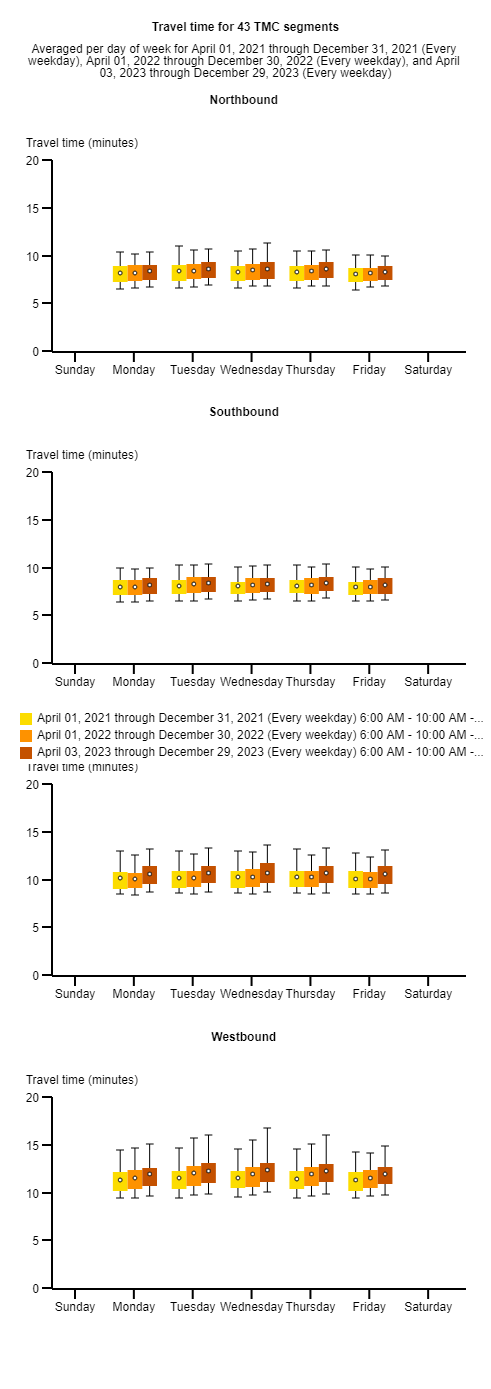 Travel time for 43 TMC segments
Averaged per day of week for April 01, 2021 through December 31, 2021 (Every
weekday), April 01, 2022 through December 30, 2022 (Every weekday), and April
03, 2023 through December 29, 2023 (Every weekday)
Northbound
Travel time (minutes)
20
15
10
5
0
Sunday Monday Tuesday Wednesday Thursday Friday Saturday
Southbound
Travel time (minutes)
20
15
10
5
0
Sunday Monday Tuesday Wednesday Thursday Friday Saturday
April 01, 2021 through December 31, 2021 (Every weekday) 6:00 AM - 10:00 AM -...
April 01, 2022 through December 30, 2022 (Every weekday) 6:00 AM - 10:00 AM -...
April 03, 2023 through December 29, 2023 (Every weekday) 6:00 AM - 10:00 AM -...
Travel time (minutes)
20
15
10
5
0
Sunday Monday Tuesday Wednesday Thursday Friday Saturday
Westbound
Travel time (minutes)
20
15
10
5
0
Sunday Monday Tuesday Wednesday Thursday Friday Saturday